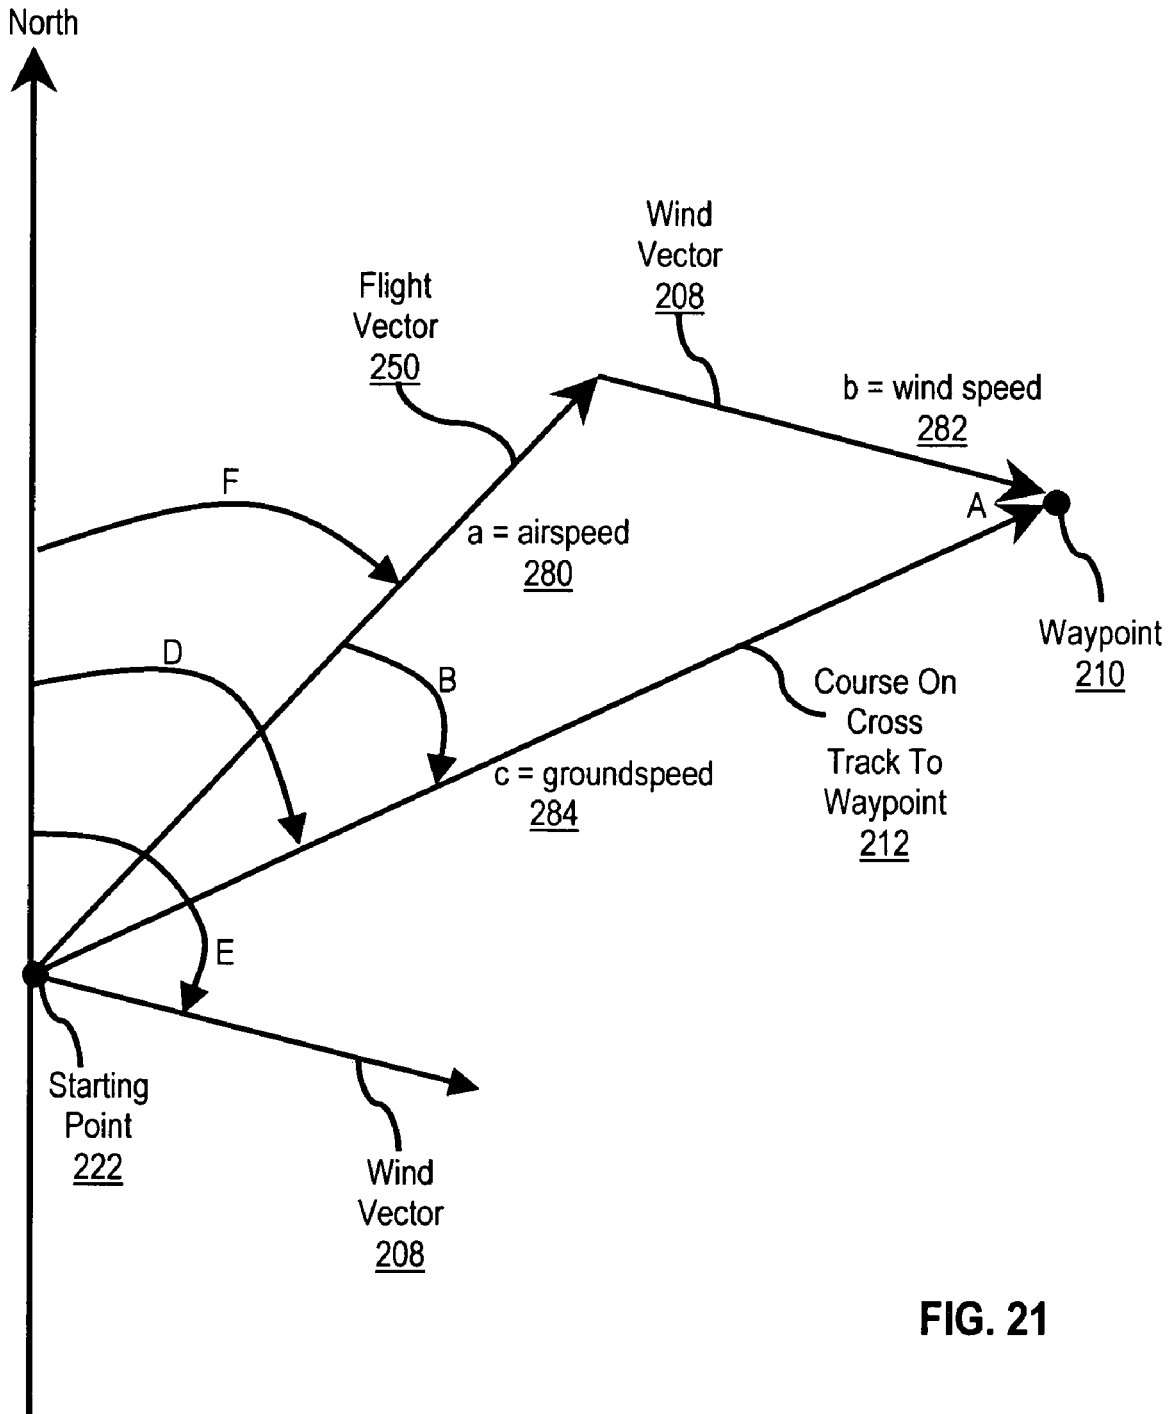 North
Wind
Vector
208
Flight
Vector
250
b = wind speed
282
F
A
a = airspeed
280
Waypoint
210
D
B
Course On
Cross
Track To
Waypoint
212
c = groundspeed
284
E
Starting
Point
222
Wind
Vector
208
FIG. 21